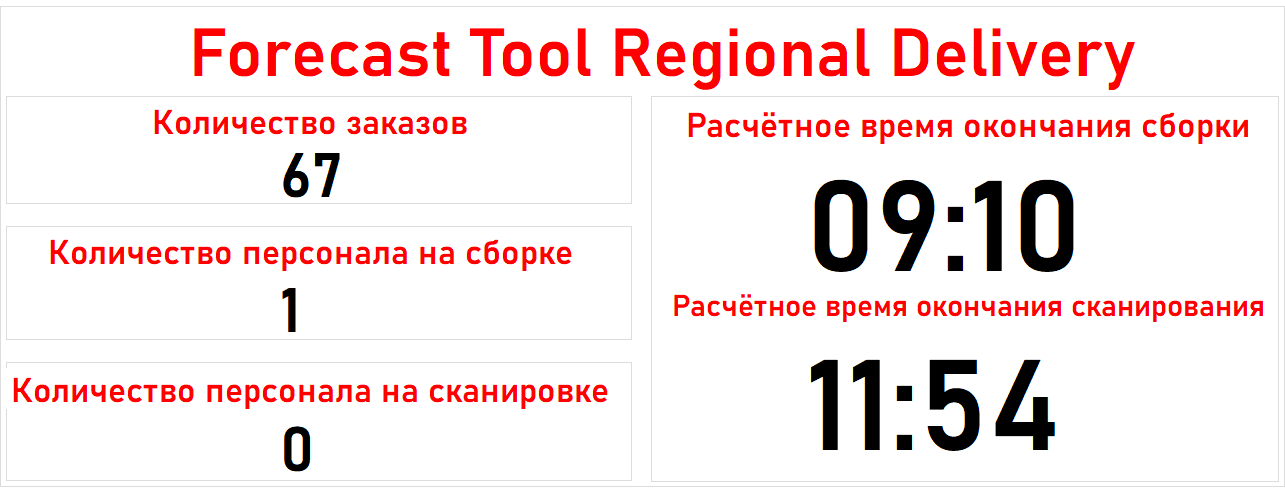 Forecast Tool Regional Delivery
Количество заказов
67
Количество персонала на сборке
1
Количество персонала на сканировке
0
Расчётное время окончания сборки
09:10
Расчётное время окончания сканирования
11:54